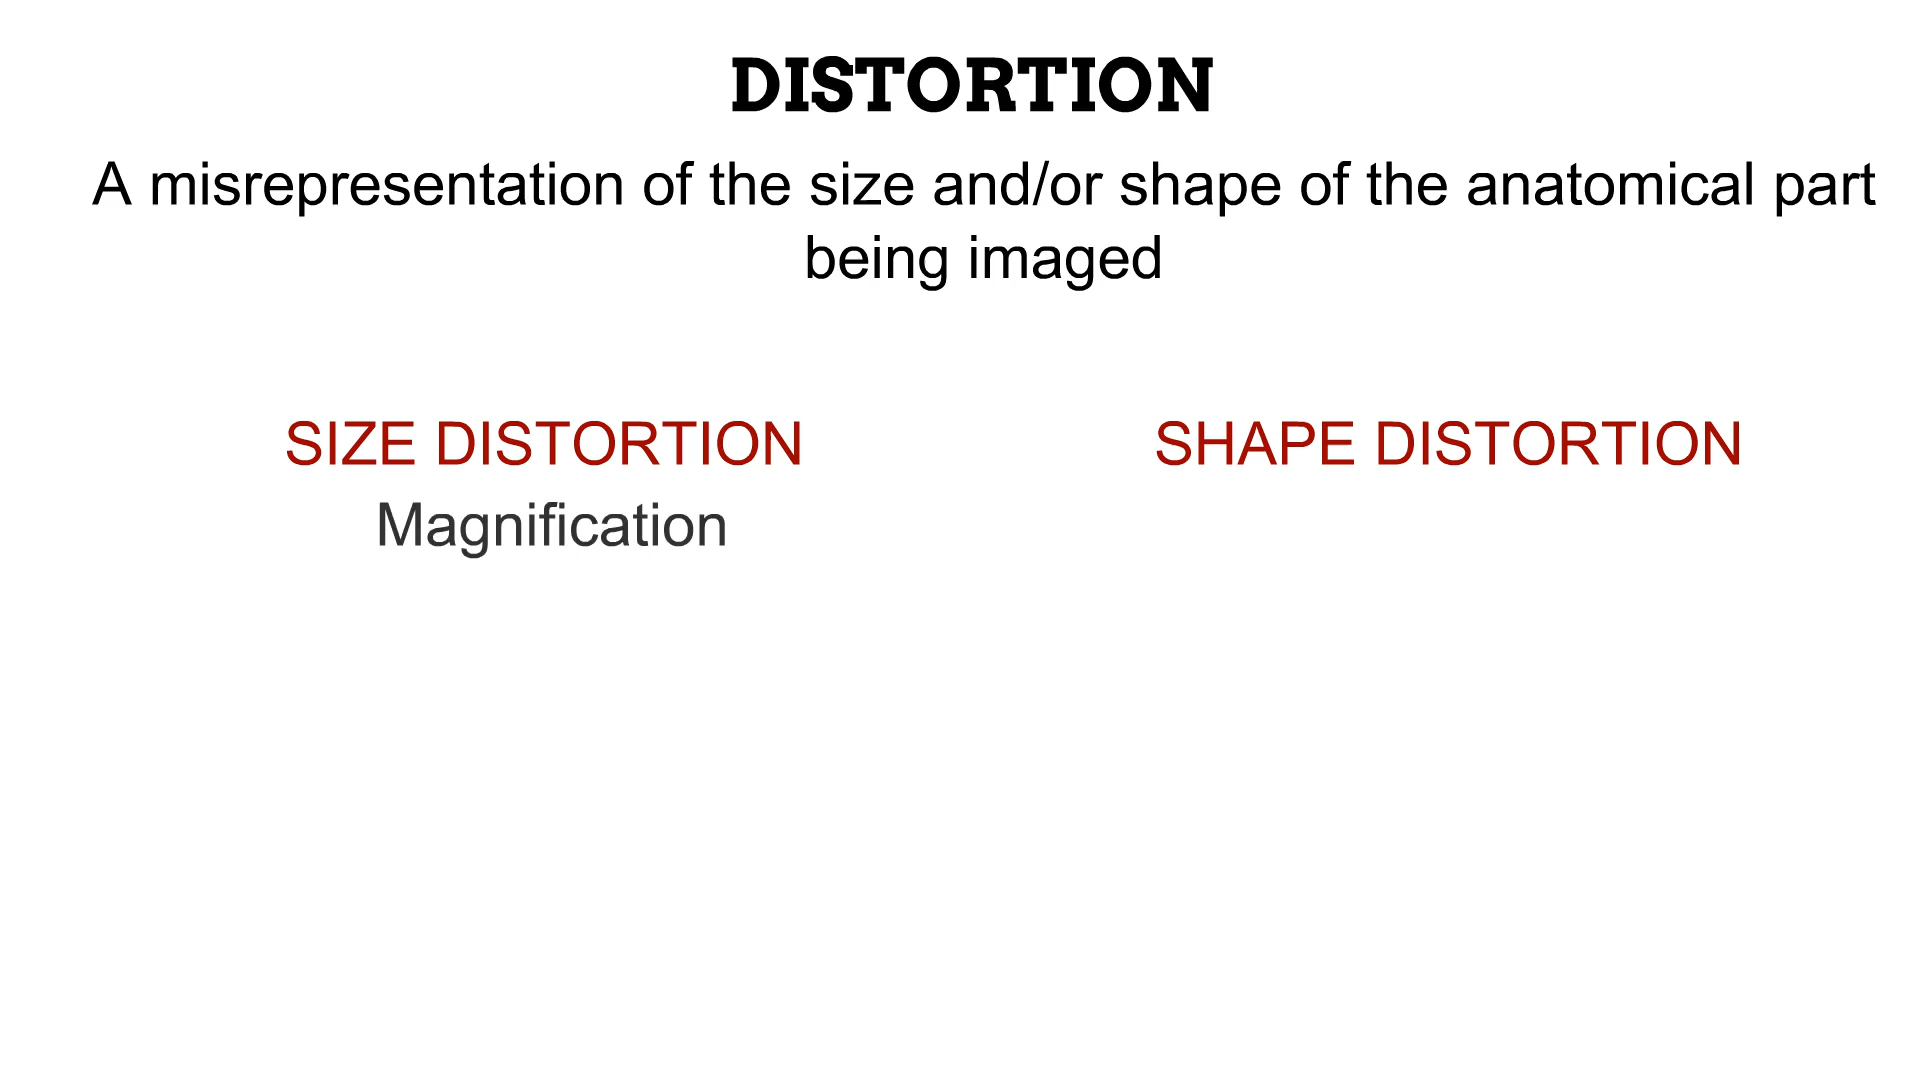 DISTORTION
A misrepresentation of the size and/or shape of the anatomical part
being imaged
SIZE DISTORTION
Magnification
SHAPE DISTORTION